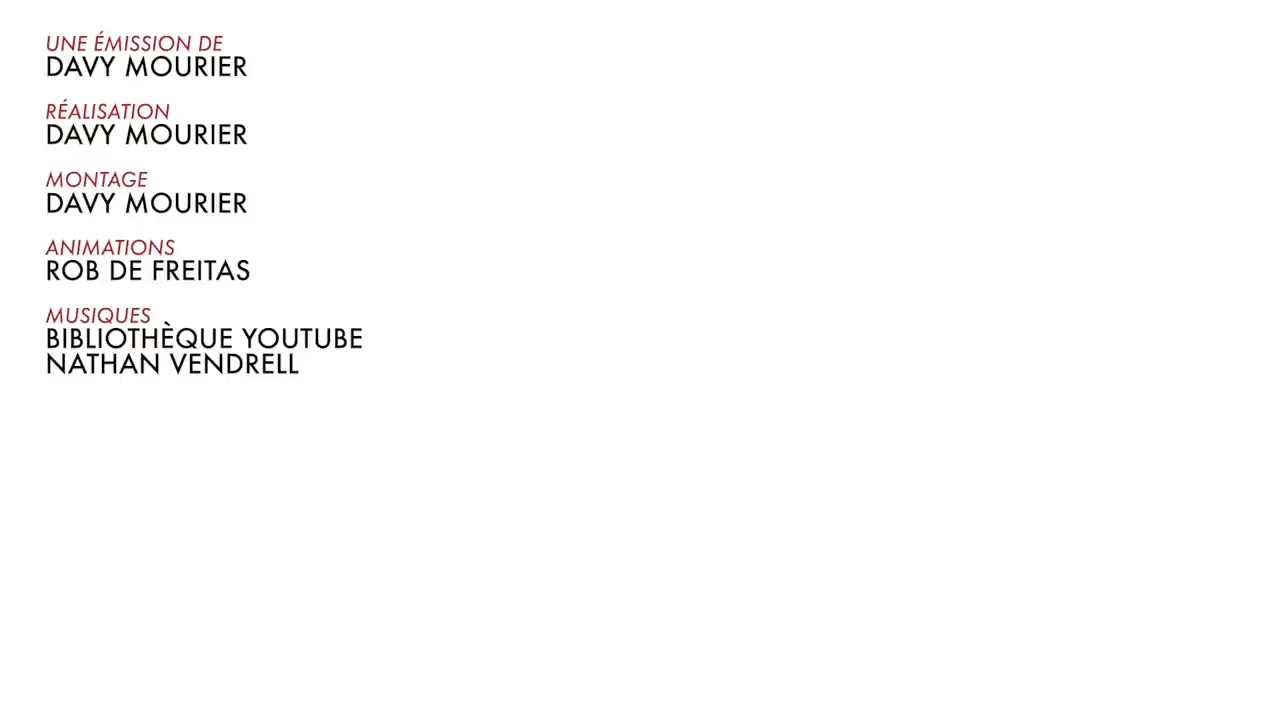 UNE ÉMISSION DE
DAVY MOURIER
RÉALISATION
DAVY MOURIER
MONTAGE
DAVY MOURIER
ANIMATIONS
ROB DE FREITAS
MUSIQUES
BIBLIOTHÈQUE YOUTUBE
NATHAN VENDRELL